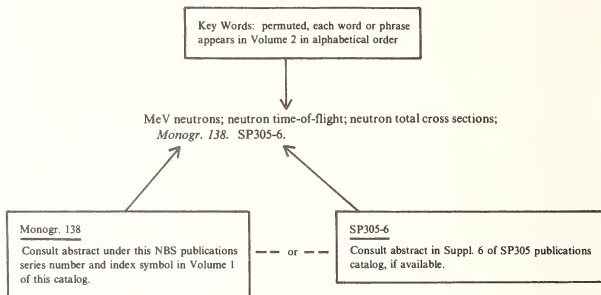 Key Words: permuted, each word or phrase
appears in Volume 2 in alphabetical order
MeV neutrons; neutron time-of-flight; neutron total cross sections;
Monogr. 138. SP305-6.
Monogr. 138
Consult abstract under this NBS publications
series number and index symbol in Volume 1
of this catalog.
or
SP305-6
Consult abstract in Suppl. 6 of SP305 publications
catalog, if available.